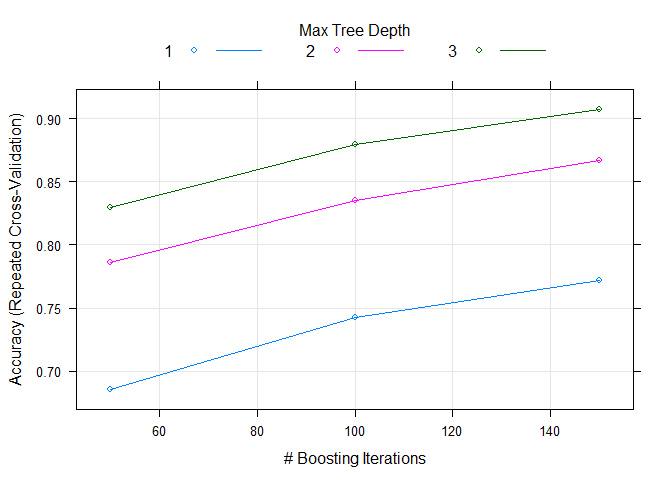 Max Tree Depth
1 2 3
Accuracy (Repeated Cross-Validation)
0.90
0.85
0.80
0.75
0.70
60 80 100 120 140
# Boosting Iterations